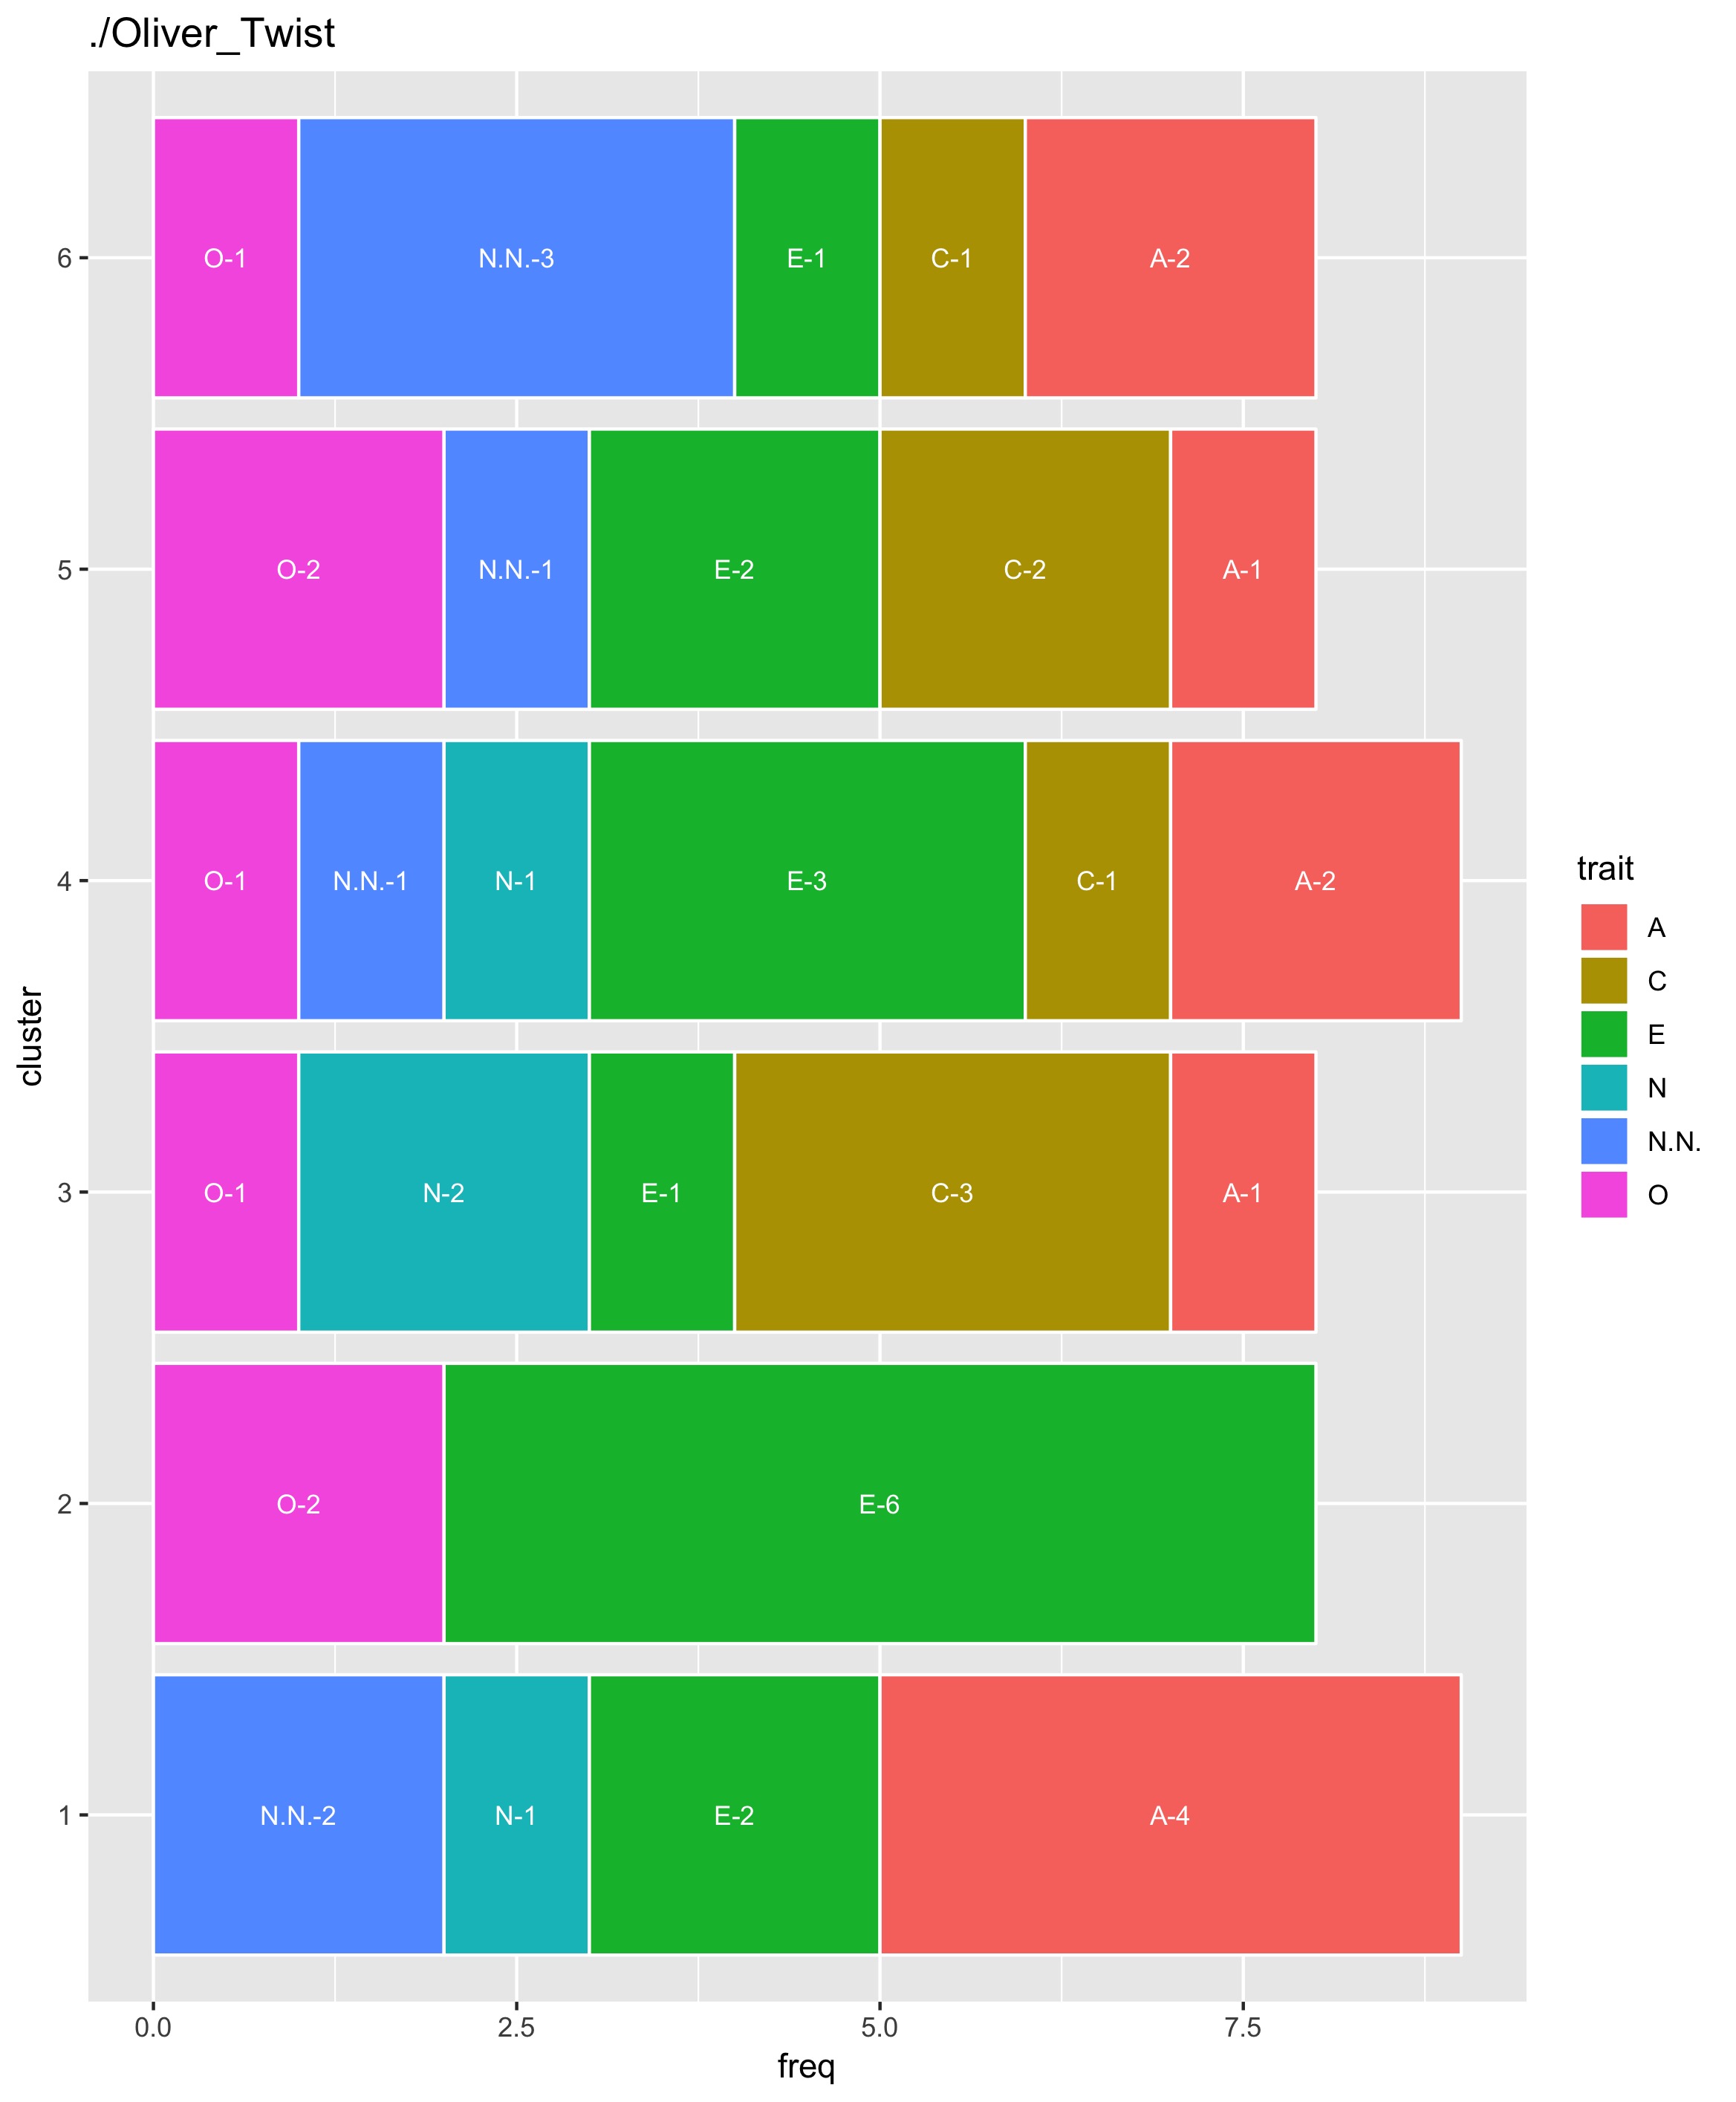 ./Oliver_Twist
6
O-1 N.N.-3 E-1 C-1 A-2
5
O-2 N.N.-1 E-2 C-2 A-1
4
O-1 N.N.-1 N-1 E-3 C-1 A-2
3
O-1 N-2 E-1 C-3 A-1
2
O-2 E-6
1
N.N.-2 N-1 E-2 A-4
cluster
0.0 2.5 5.0 7.5
freq
trait
A
C
E
N
N.N.
O